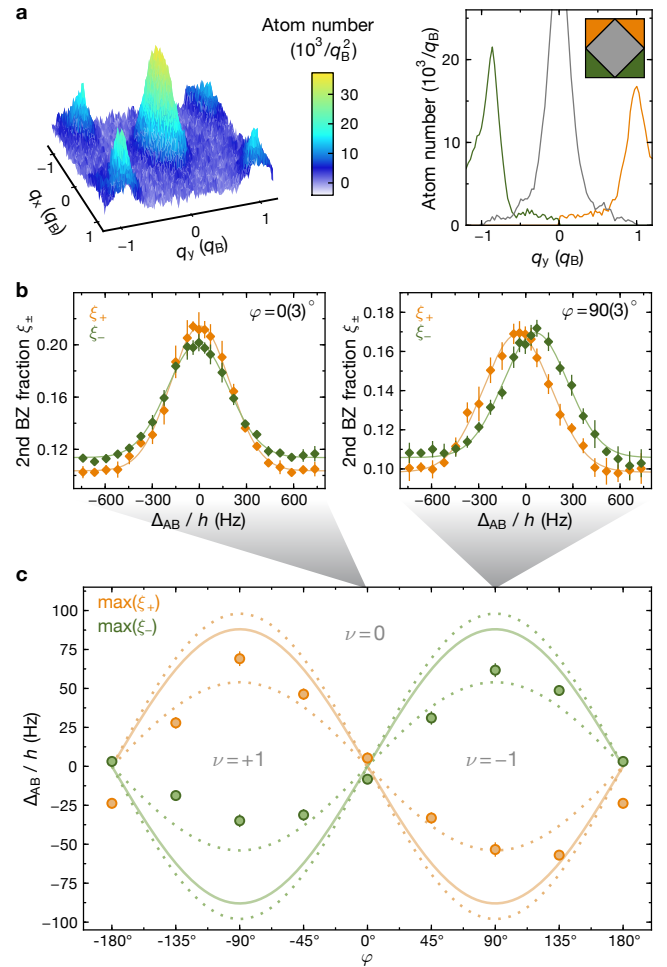 a
Atom number
(10³/q_B²)
30
20
10
0
−1
0
1
q_x (q_B)
−1
0
1
q_y (q_B)
Atom number (10³/q_B)
20
10
0
−1
0
1
q_y (q_B)
b
2nd BZ fraction ξ±
0.20
0.16
0.12
ξ+
ξ−
φ=0(3)°
−600
−300
0
300
600
Δ_AB / h (Hz)
2nd BZ fraction ξ±
0.18
0.16
0.14
0.12
0.10
ξ+
ξ−
φ=90(3)°
−600
−300
0
300
600
Δ_AB / h (Hz)
c
Δ_AB / h (Hz)
100
75
50
25
0
−25
−50
−75
−100
max(ξ+)
max(ξ−)
ν=0
ν=+1
ν=−1
-180°
-135°
-90°
-45°
0°
45°
90°
135°
180°
φ